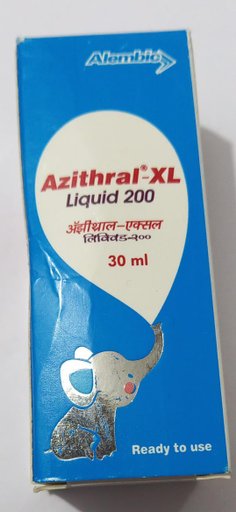 Alembic
Azithral®-XL
Liquid 200
अ‍ॅझीथ्राल-एक्सल
लिक्विड-२००
30 ml
Ready to use